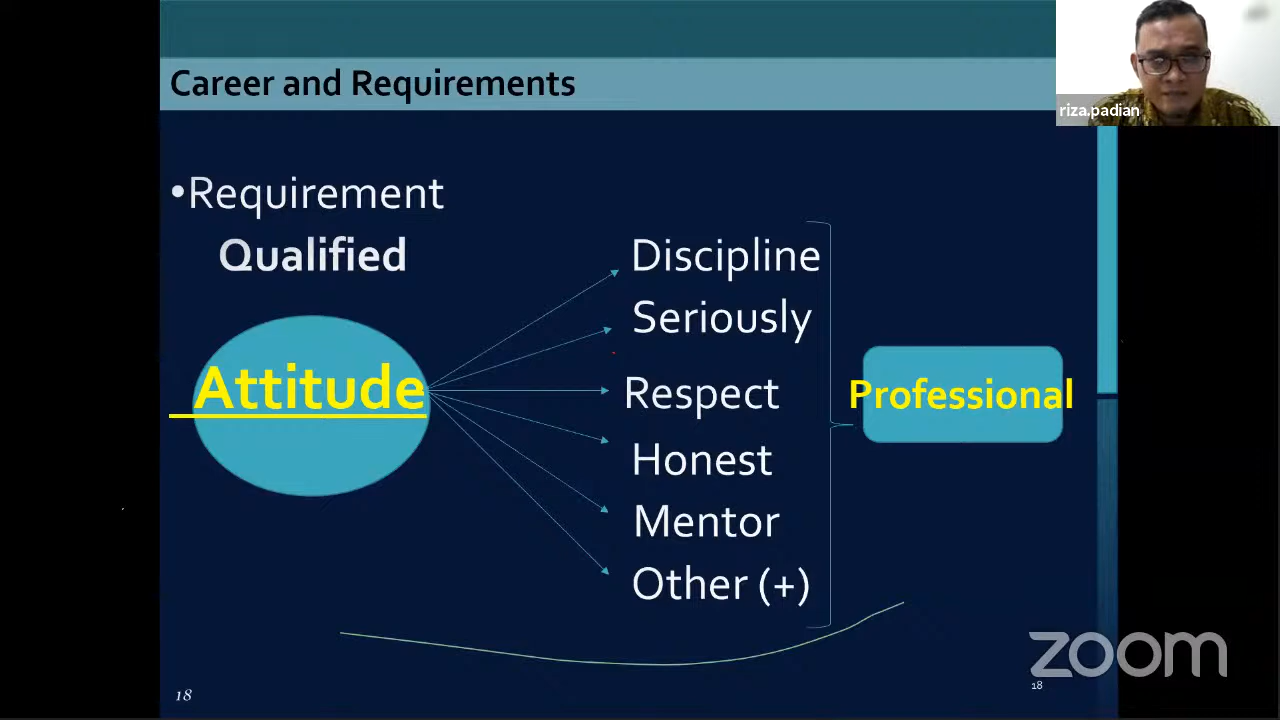 Career and Requirements
riza.padian
•Requirement
Qualified
Attitude
Discipline
Seriously
Respect
Honest
Mentor
Other (+)
Professional
zoom
18
18